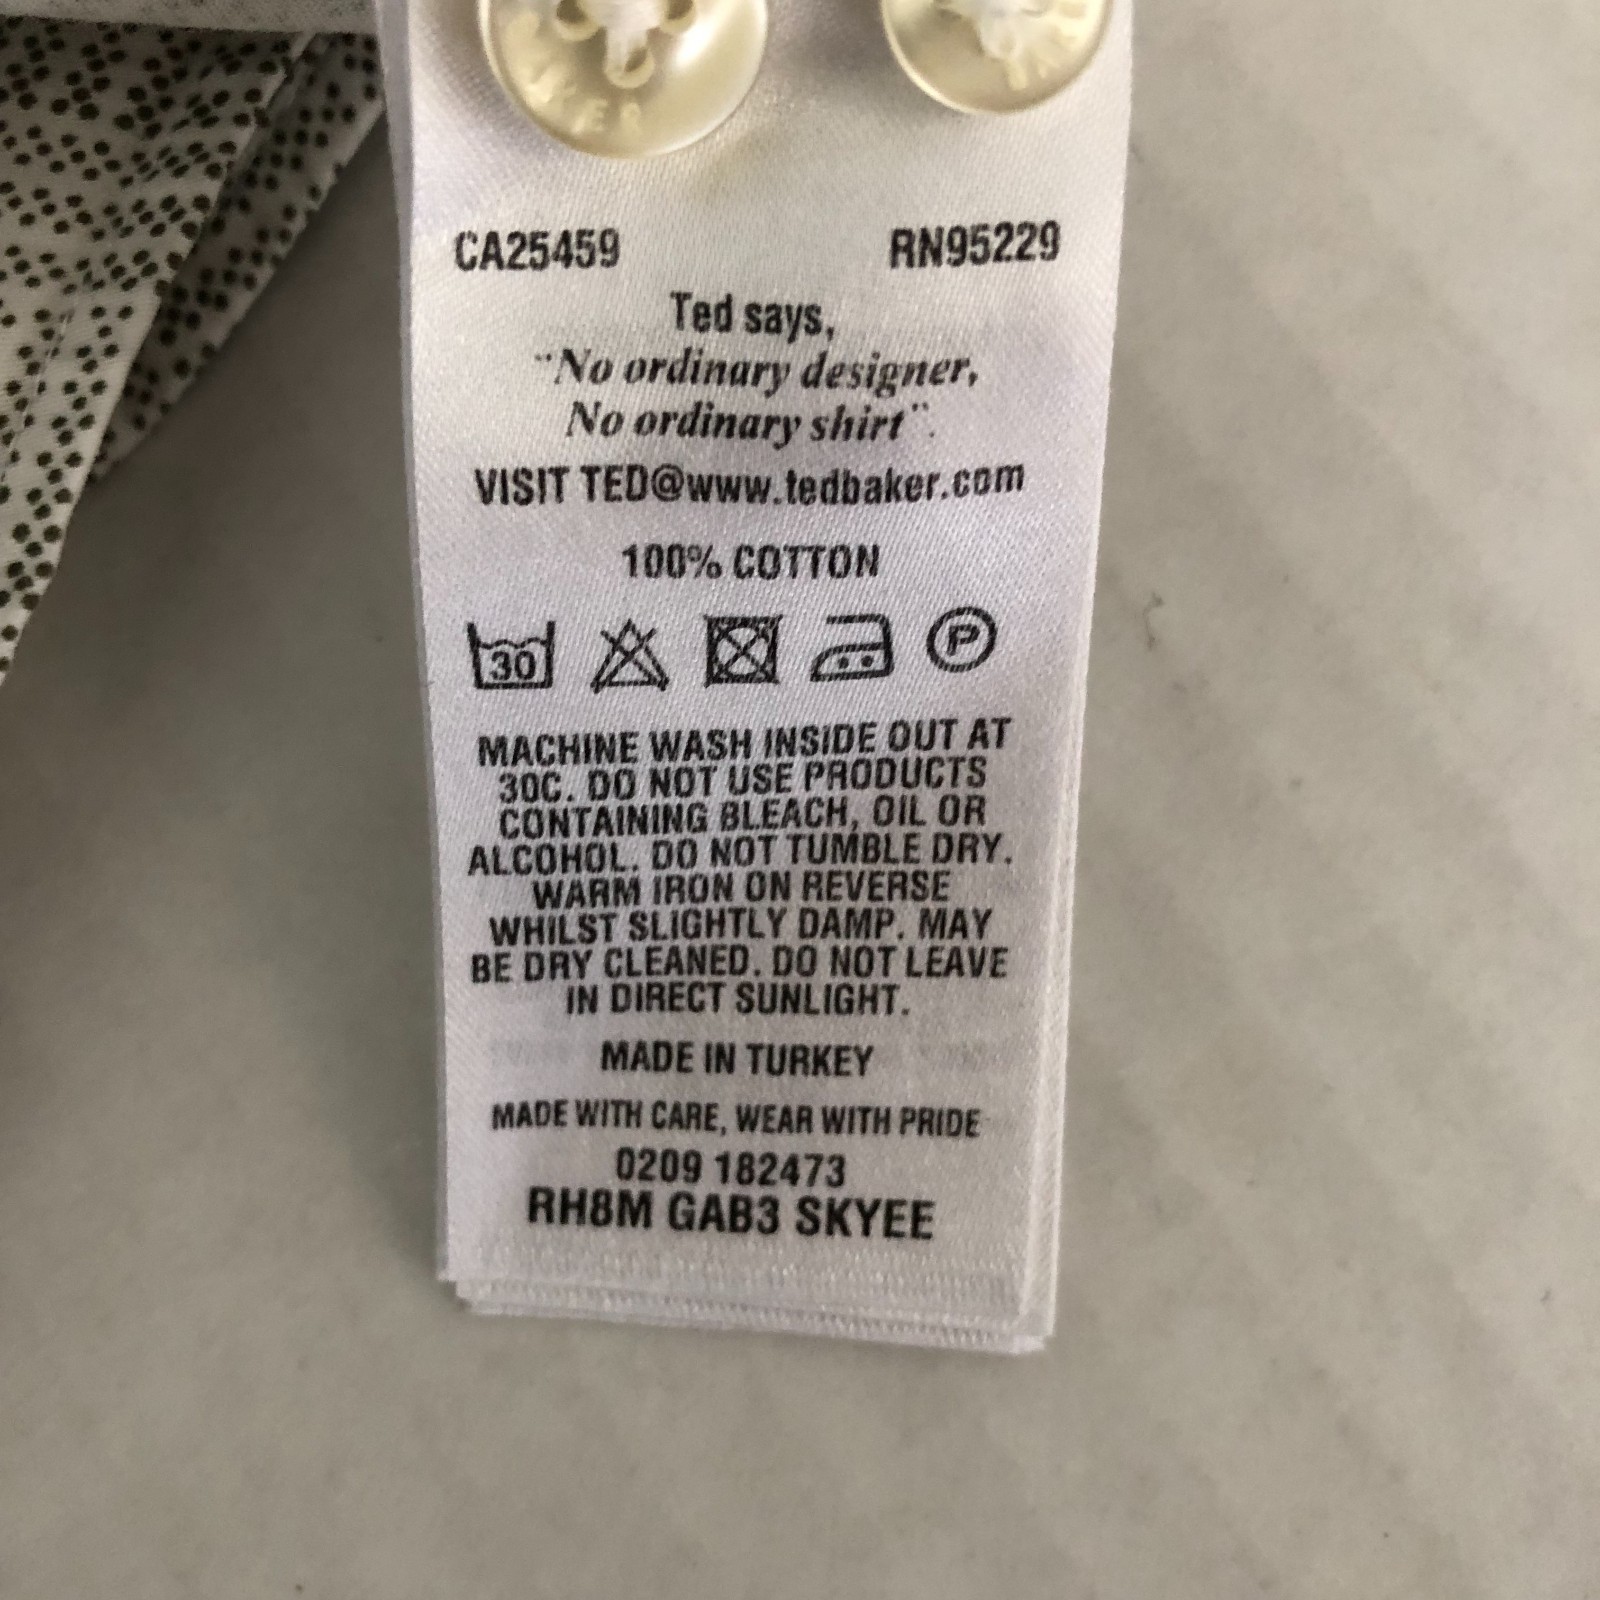 KER
CA25459 RN95229
Ted says,
"No ordinary designer,
No ordinary shirt".
VISIT TED@www.tedbaker.com
100% COTTON
30 P
MACHINE WASH INSIDE OUT AT
30C. DO NOT USE PRODUCTS
CONTAINING BLEACH, OIL OR
ALCOHOL. DO NOT TUMBLE DRY.
WARM IRON ON REVERSE
WHILST SLIGHTLY DAMP. MAY
BE DRY CLEANED. DO NOT LEAVE
IN DIRECT SUNLIGHT.
MADE IN TURKEY
MADE WITH CARE, WEAR WITH PRIDE
0209 182473
RH8M GAB3 SKYEE